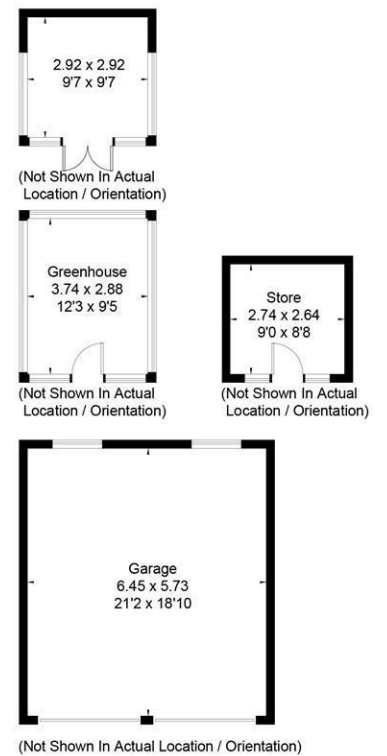 2.92 x 2.92
9'7 x 9'7
(Not Shown In Actual
Location / Orientation)
Greenhouse
3.74 x 2.88
12'3 x 9'5
(Not Shown In Actual
Location / Orientation)
Store
2.74 x 2.64
9'0 x 8'8
(Not Shown In Actual
Location / Orientation)
Garage
6.45 x 5.73
21'2 x 18'10
(Not Shown In Actual Location / Orientation)